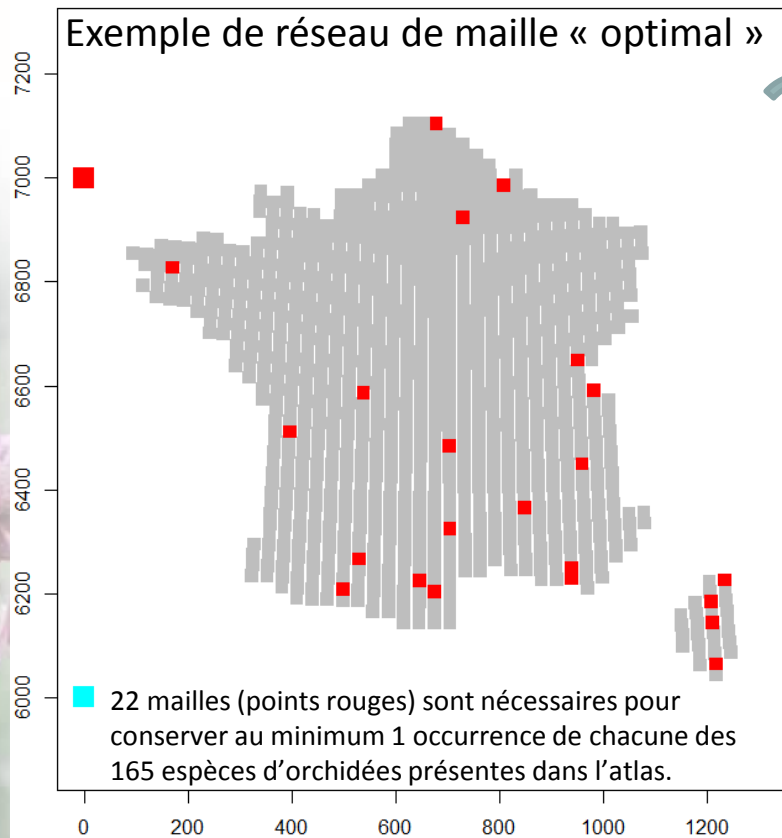 Exemple de réseau de maille « optimal »
7200
7000
6800
6600
6400
6200
6000
22 mailles (points rouges) sont nécessaires pour
conserver au minimum 1 occurrence de chacune des
165 espèces d'orchidées présentes dans l'atlas.
0 200 400 600 800 1000 1200